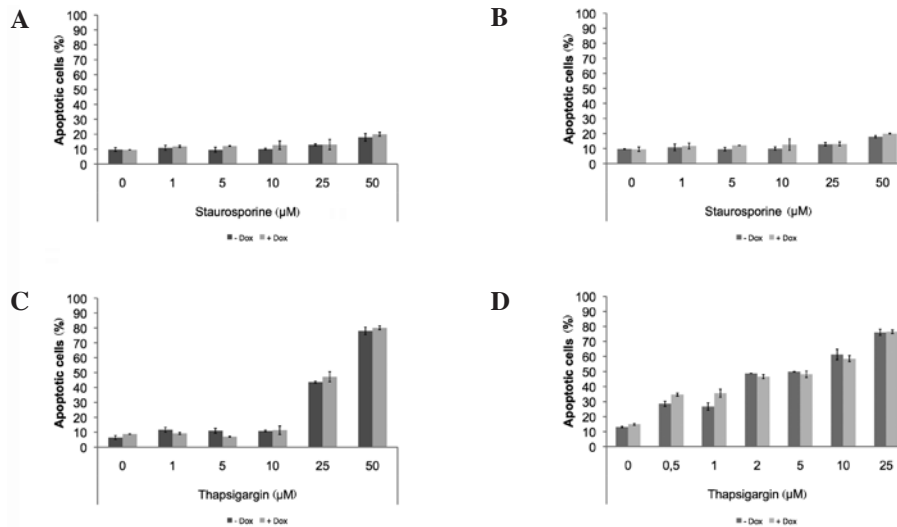 A
Apoptotic cells (%)
100
90
80
70
60
50
40
30
20
10
0
0 1 5 10 25 50
Staurosporine (µM)
- Dox + Dox
B
Apoptotic cells (%)
100
90
80
70
60
50
40
30
20
10
0
0 1 5 10 25 50
Staurosporine (µM)
- Dox + Dox
C
Apoptotic cells (%)
100
90
80
70
60
50
40
30
20
10
0
0 1 5 10 25 50
Thapsigargin (µM)
- Dox + Dox
D
Apoptotic cells (%)
100
90
80
70
60
50
40
30
20
10
0
0 0,5 1 2 5 10 25
Thapsigargin (µM)
- Dox + Dox